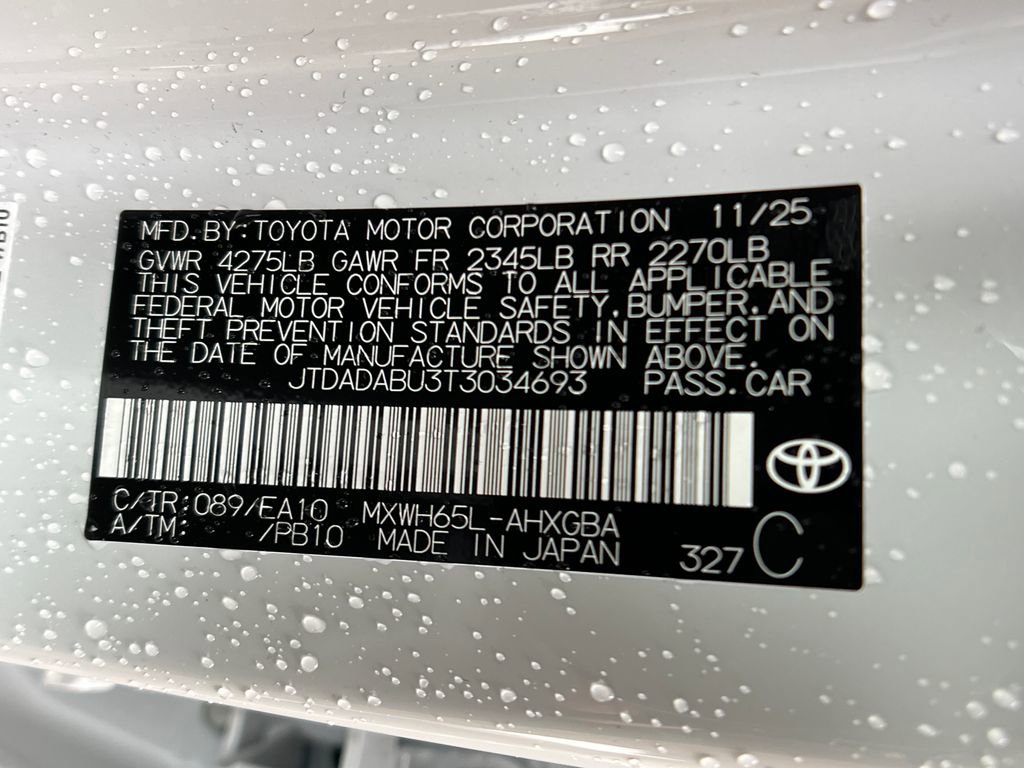 MFD.BY:TOYOTA MOTOR CORPORATION 11/25
GVWR 4275LB GAWR FR 2345LB RR 2270LB
THIS VEHICLE CONFORMS TO ALL APPLICABLE
FEDERAL MOTOR VEHICLE SAFETY,BUMPER,AND
THEFT PREVENTION STANDARDS IN EFFECT ON
THE DATE OF MANUFACTURE SHOWN ABOVE.
JTDADABU3T3034693 PASS.CAR
C/TR:089/EA10 MXWH65L-AHXGBA
A/TM: /PB10 MADE IN JAPAN 327 C